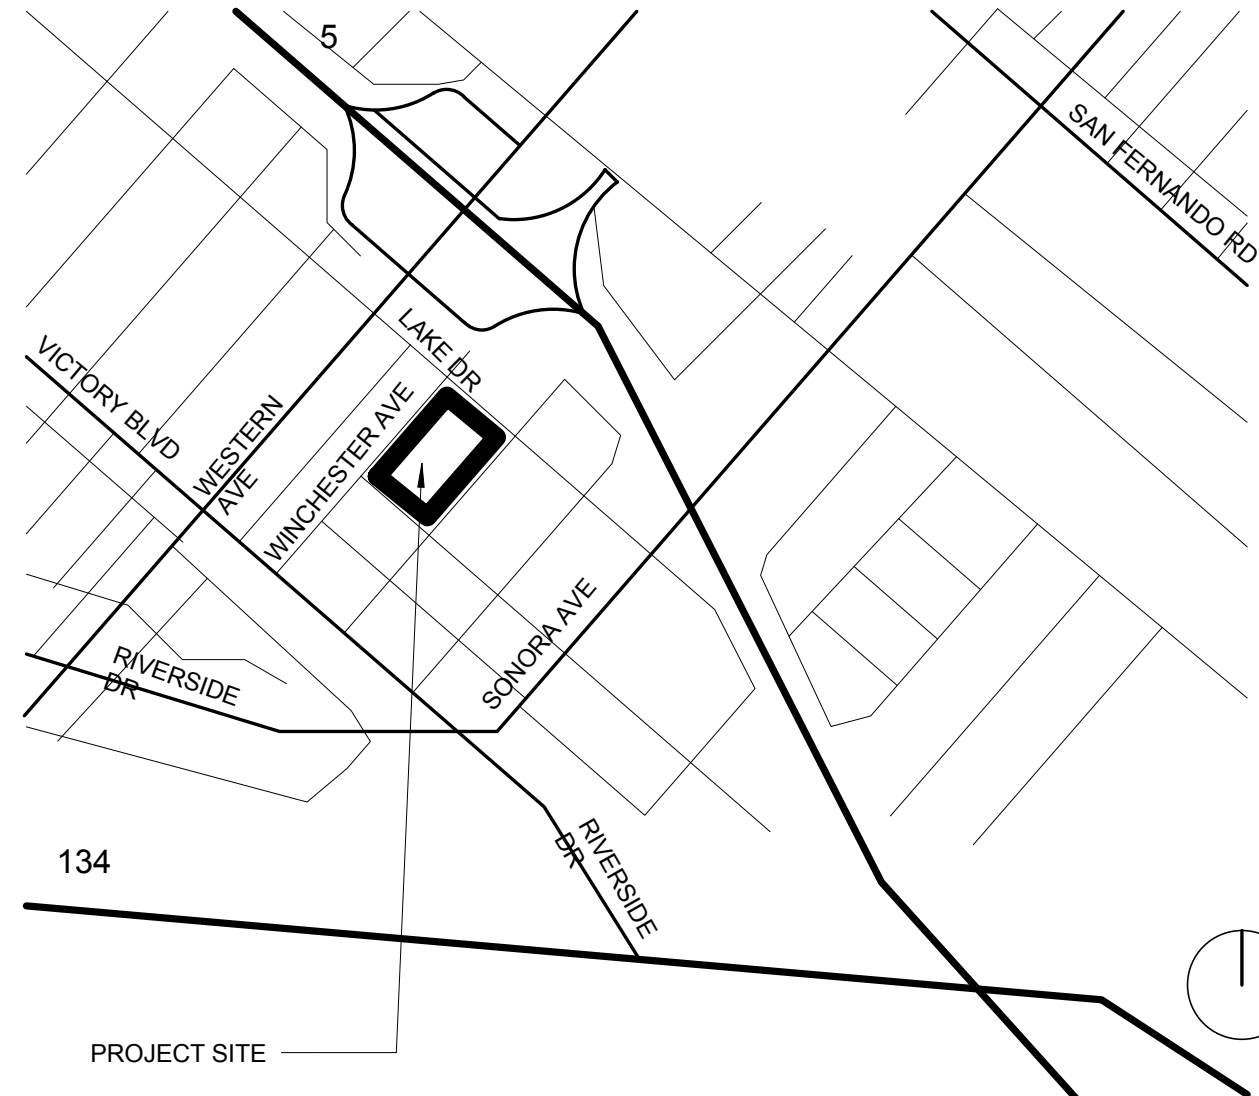 5
SAN FERNANDO RD
LAKE DR
VICTORY BLVD
WESTERN
AVE
WINCHESTER AVE
SONORA AVE
RIVERSIDE
DR
RIVERSIDE
DR
134
PROJECT SITE